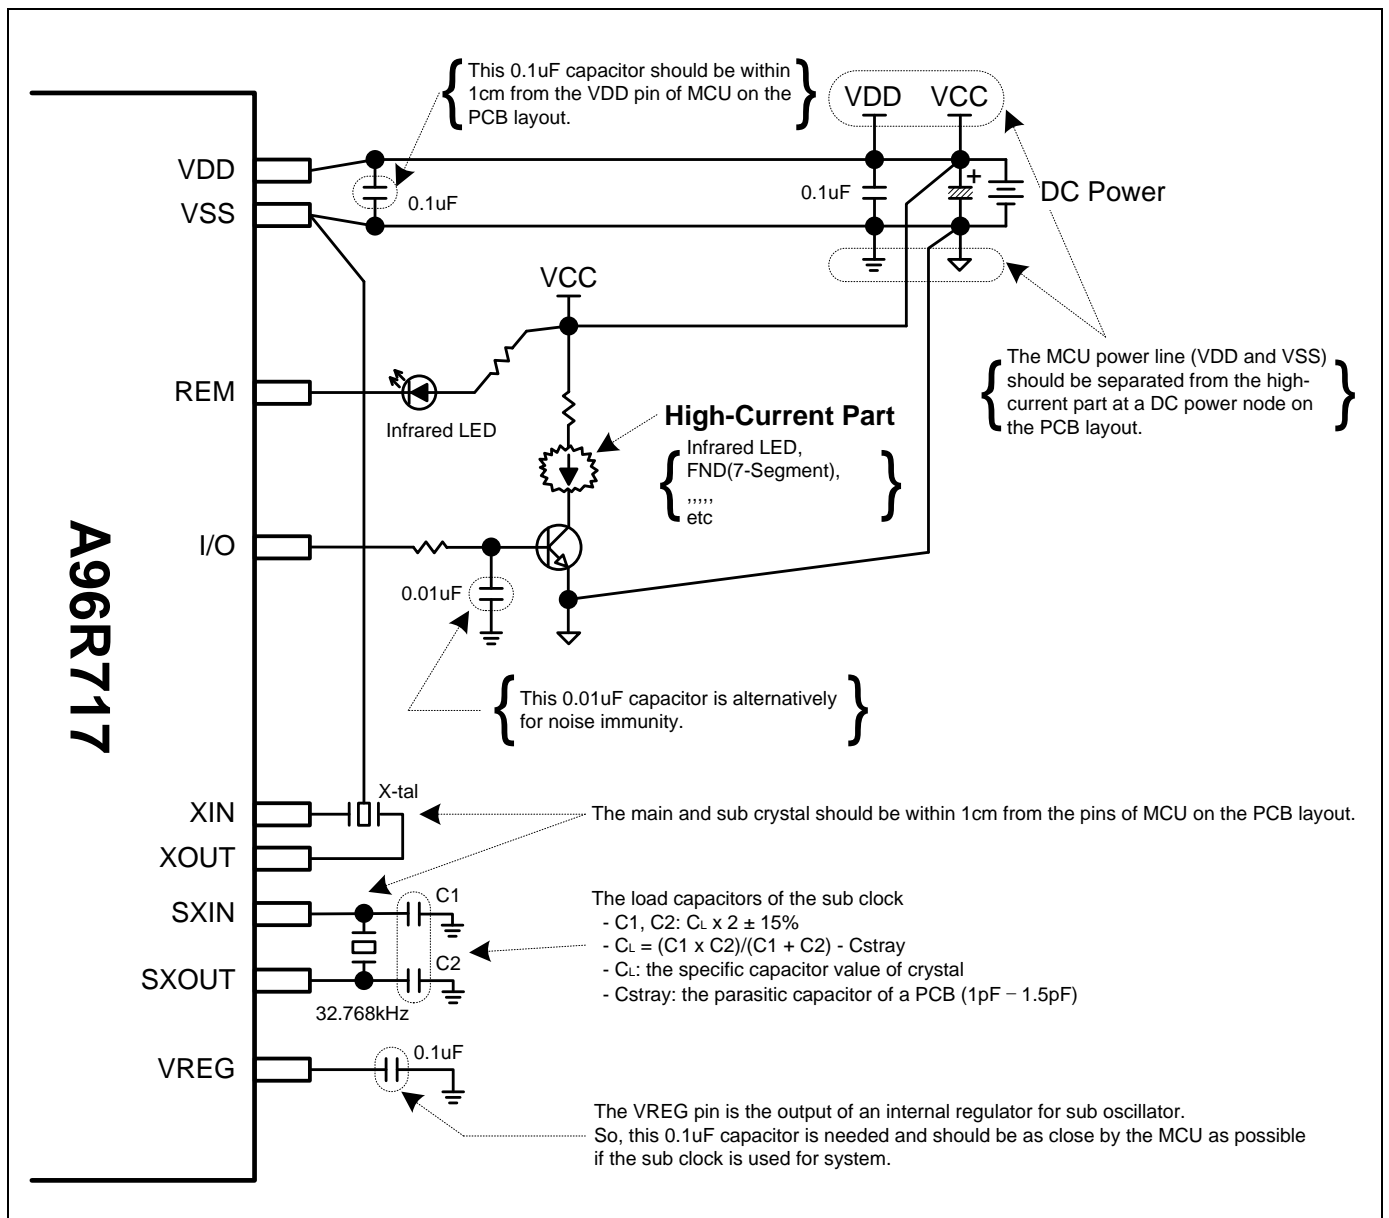 This 0.1uF capacitor should be within
1cm from the VDD pin of MCU on the
PCB layout.
VDD
VCC
VDD
0.1uF
0.1uF
+
DC Power
VSS
VCC
The MCU power line (VDD and VSS)
should be separated from the high-
current part at a DC power node on
the PCB layout.
REM
Infrared LED
High-Current Part
Infrared LED,
FND(7-Segment),
,,,,,
etc
A96R717
I/O
0.01uF
This 0.01uF capacitor is alternatively
for noise immunity.
X-tal
XIN
The main and sub crystal should be within 1cm from the pins of MCU on the PCB layout.
XOUT
SXIN
C1
The load capacitors of the sub clock
- C1, C2: CL x 2 ± 15%
- CL = (C1 x C2)/(C1 + C2) - Cstray
- CL: the specific capacitor value of crystal
- Cstray: the parasitic capacitor of a PCB (1pF – 1.5pF)
C2
SXOUT
32.768kHz
VREG
0.1uF
The VREG pin is the output of an internal regulator for sub oscillator.
So, this 0.1uF capacitor is needed and should be as close by the MCU as possible
if the sub clock is used for system.